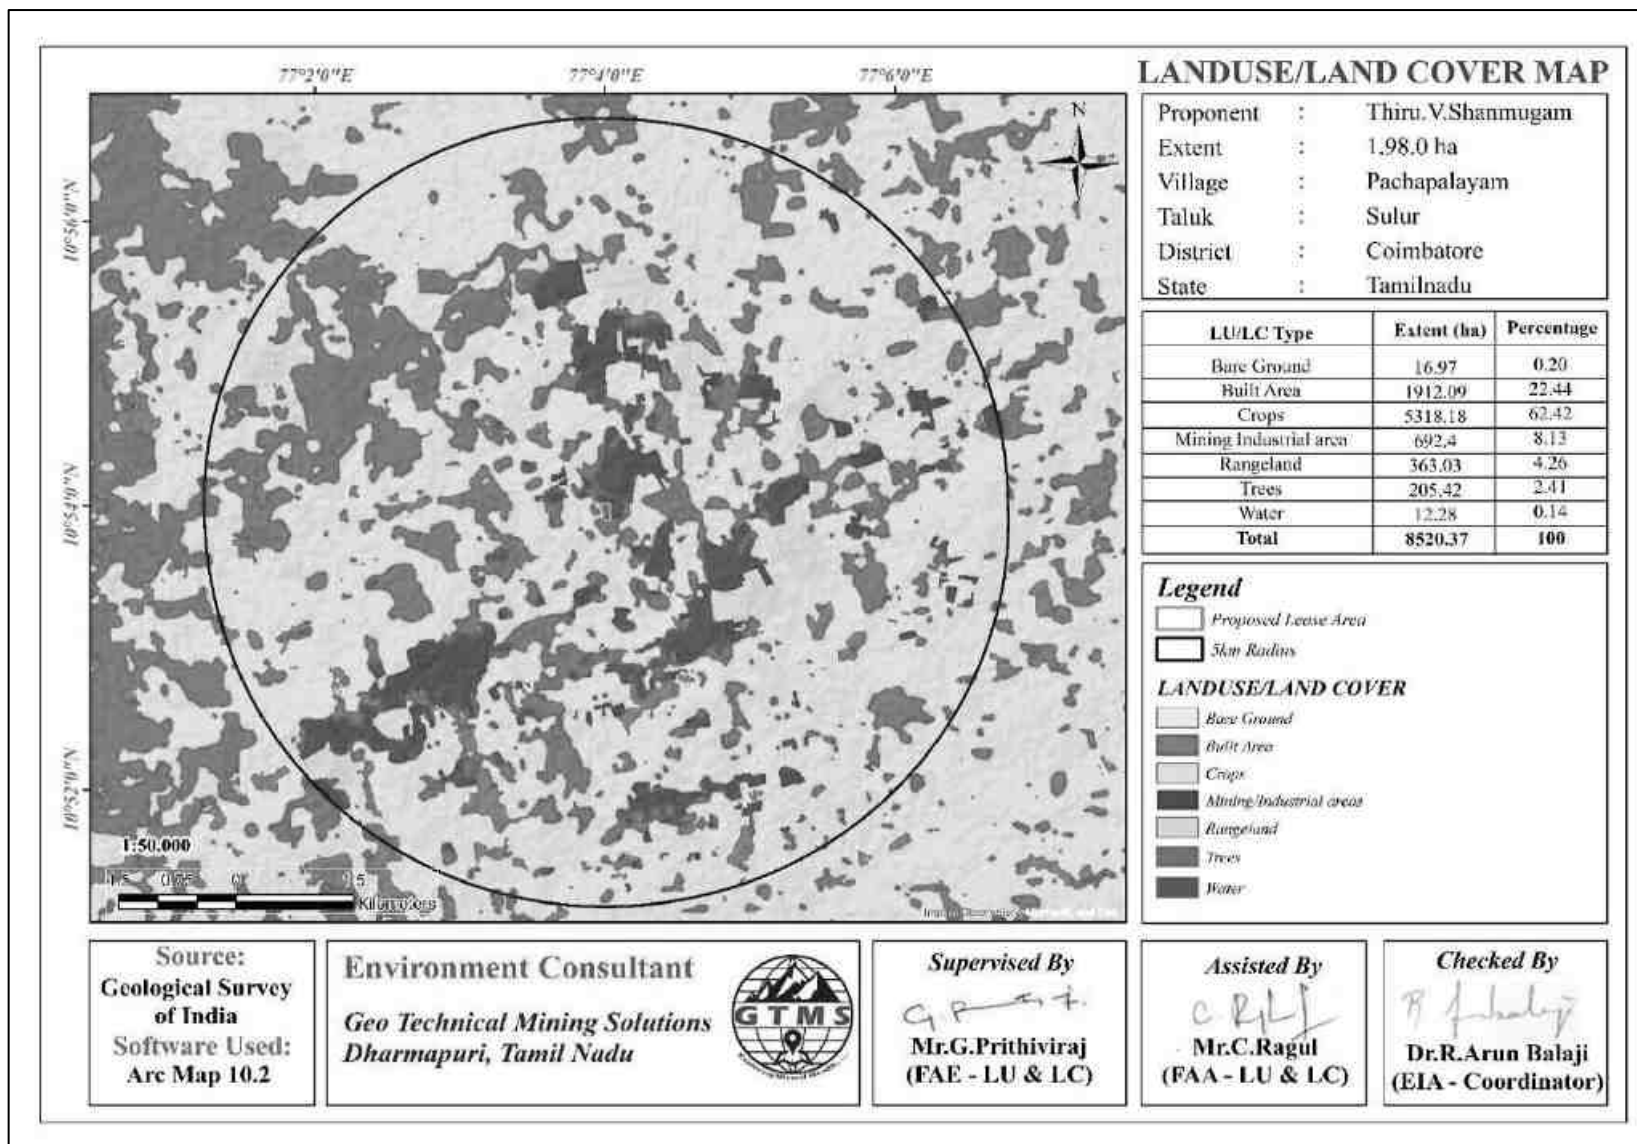 LANDUSE/LAND COVER MAP
77°2'0"E 77°4'0"E 77°6'0"E
N
10°56'0"N
10°54'0"N
10°52'0"N
Proponent : Thiru.V.Shanmugam
Extent : 1.98.0 ha
Village : Pachapalayam
Taluk : Sulur
District : Coimbatore
State : Tamilnadu
LU/LC Type Extent (ha) Percentage
Bare Ground 16.97 0.20
Built Area 1912.09 22.44
Crops 5318.18 62.42
Mining Industrial area 692.4 8.13
Rangeland 363.03 4.26
Trees 205.42 2.41
Water 12.28 0.14
Total 8520.37 100
Legend
Proposed Lease Area
5km Radius
LANDUSE/LAND COVER
Bare Ground
Built Area
Crops
Mining/Industrial areas
Rangeland
Trees
Water
1:50,000
1.5 0.75 0 1.5
Kilometers
Source:
Geological Survey
of India
Software Used:
Arc Map 10.2
Environment Consultant
Geo Technical Mining Solutions
Dharmapuri, Tamil Nadu
GTMS
Supervised By
Mr.G.Prithiviraj
(FAE - LU & LC)
Assisted By
Mr.C.Ragul
(FAA - LU & LC)
Checked By
Dr.R.Arun Balaji
(EIA - Coordinator)